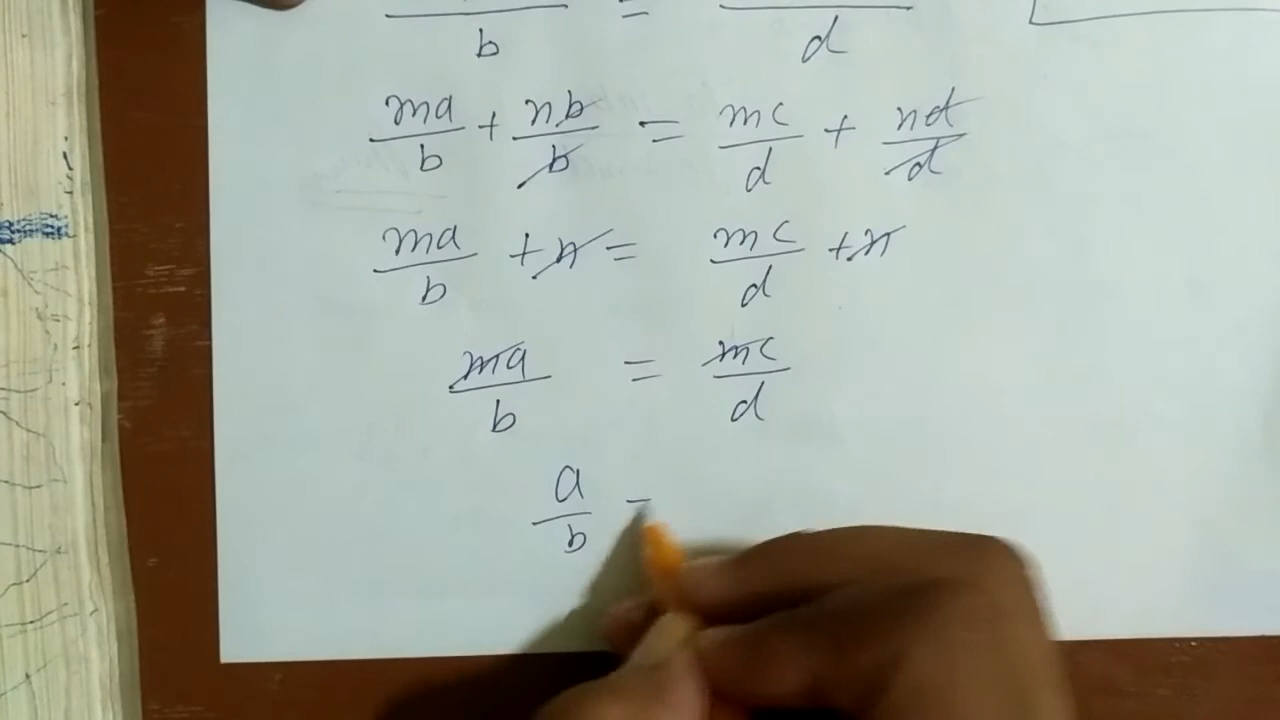 b = d
ma/b + nb/b = mc/d + nd/d
ma/b + n = mc/d + n
ma/b = mc/d
a/b =